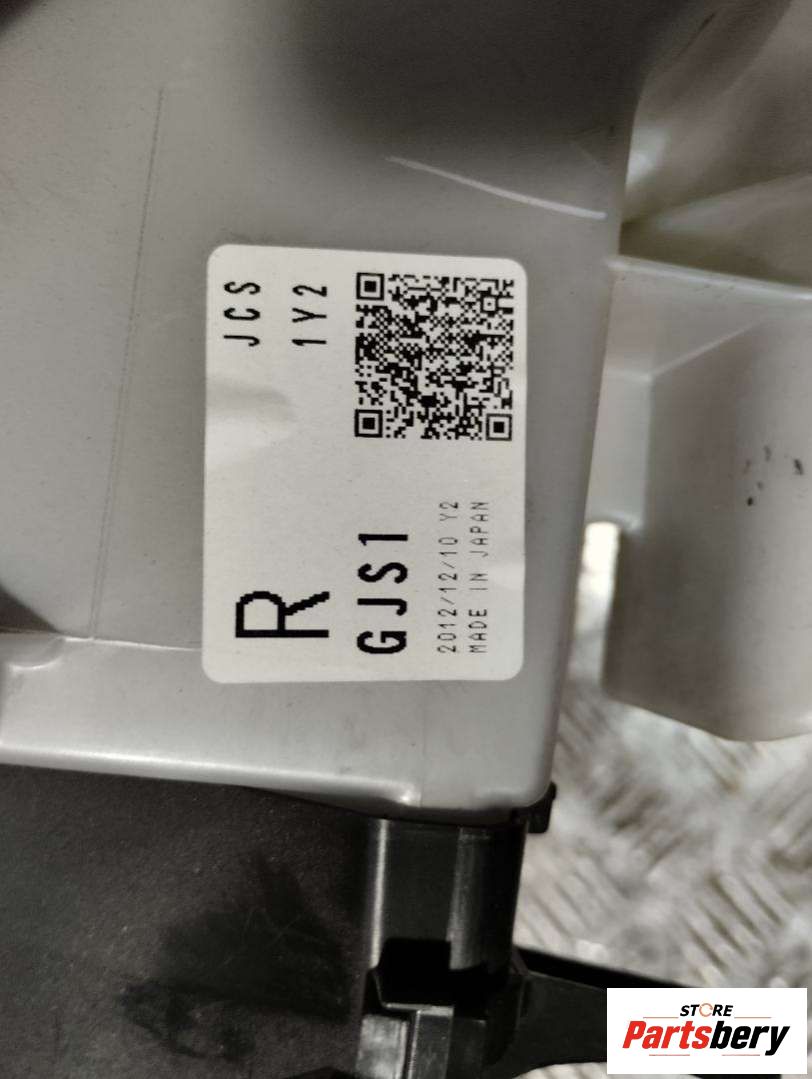 R JCS
GJS1 1Y2
2012/12/10 Y2
MADE IN JAPAN
STORE
Partsbery